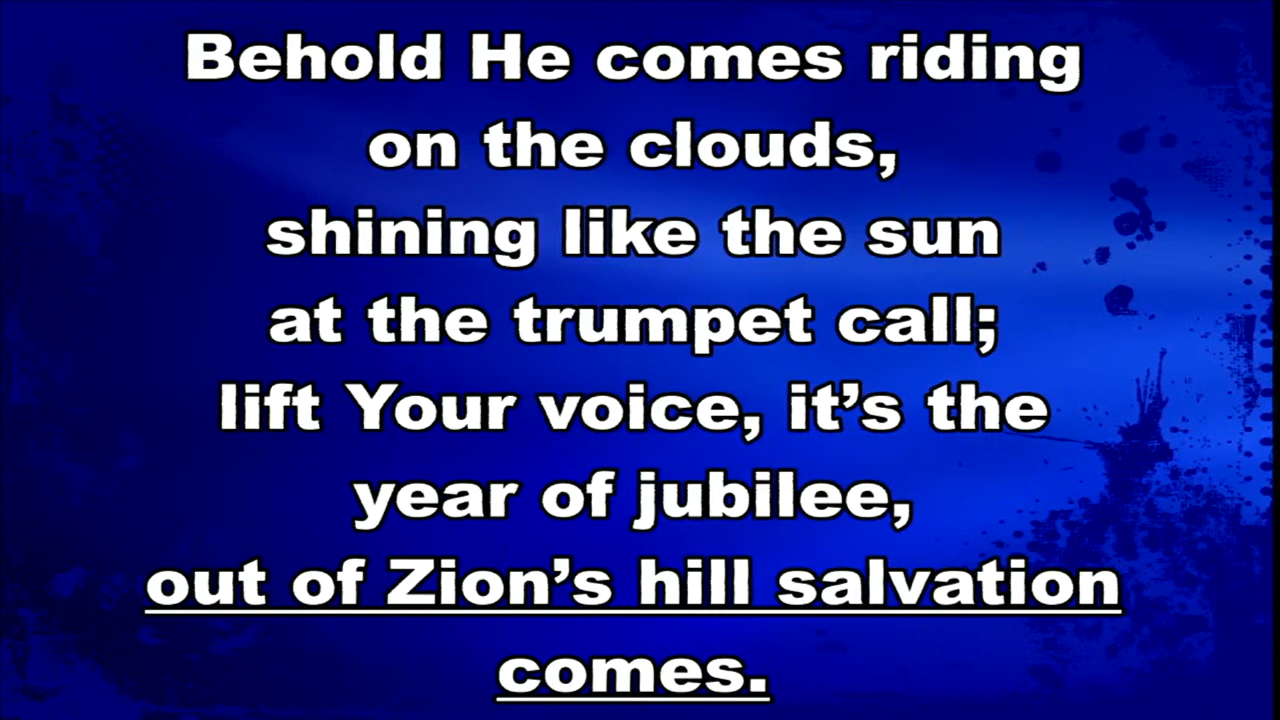 Behold He comes riding
on the clouds,
shining like the sun
at the trumpet call;
lift Your voice, it’s the
year of jubilee,
out of Zion’s hill salvation
comes.